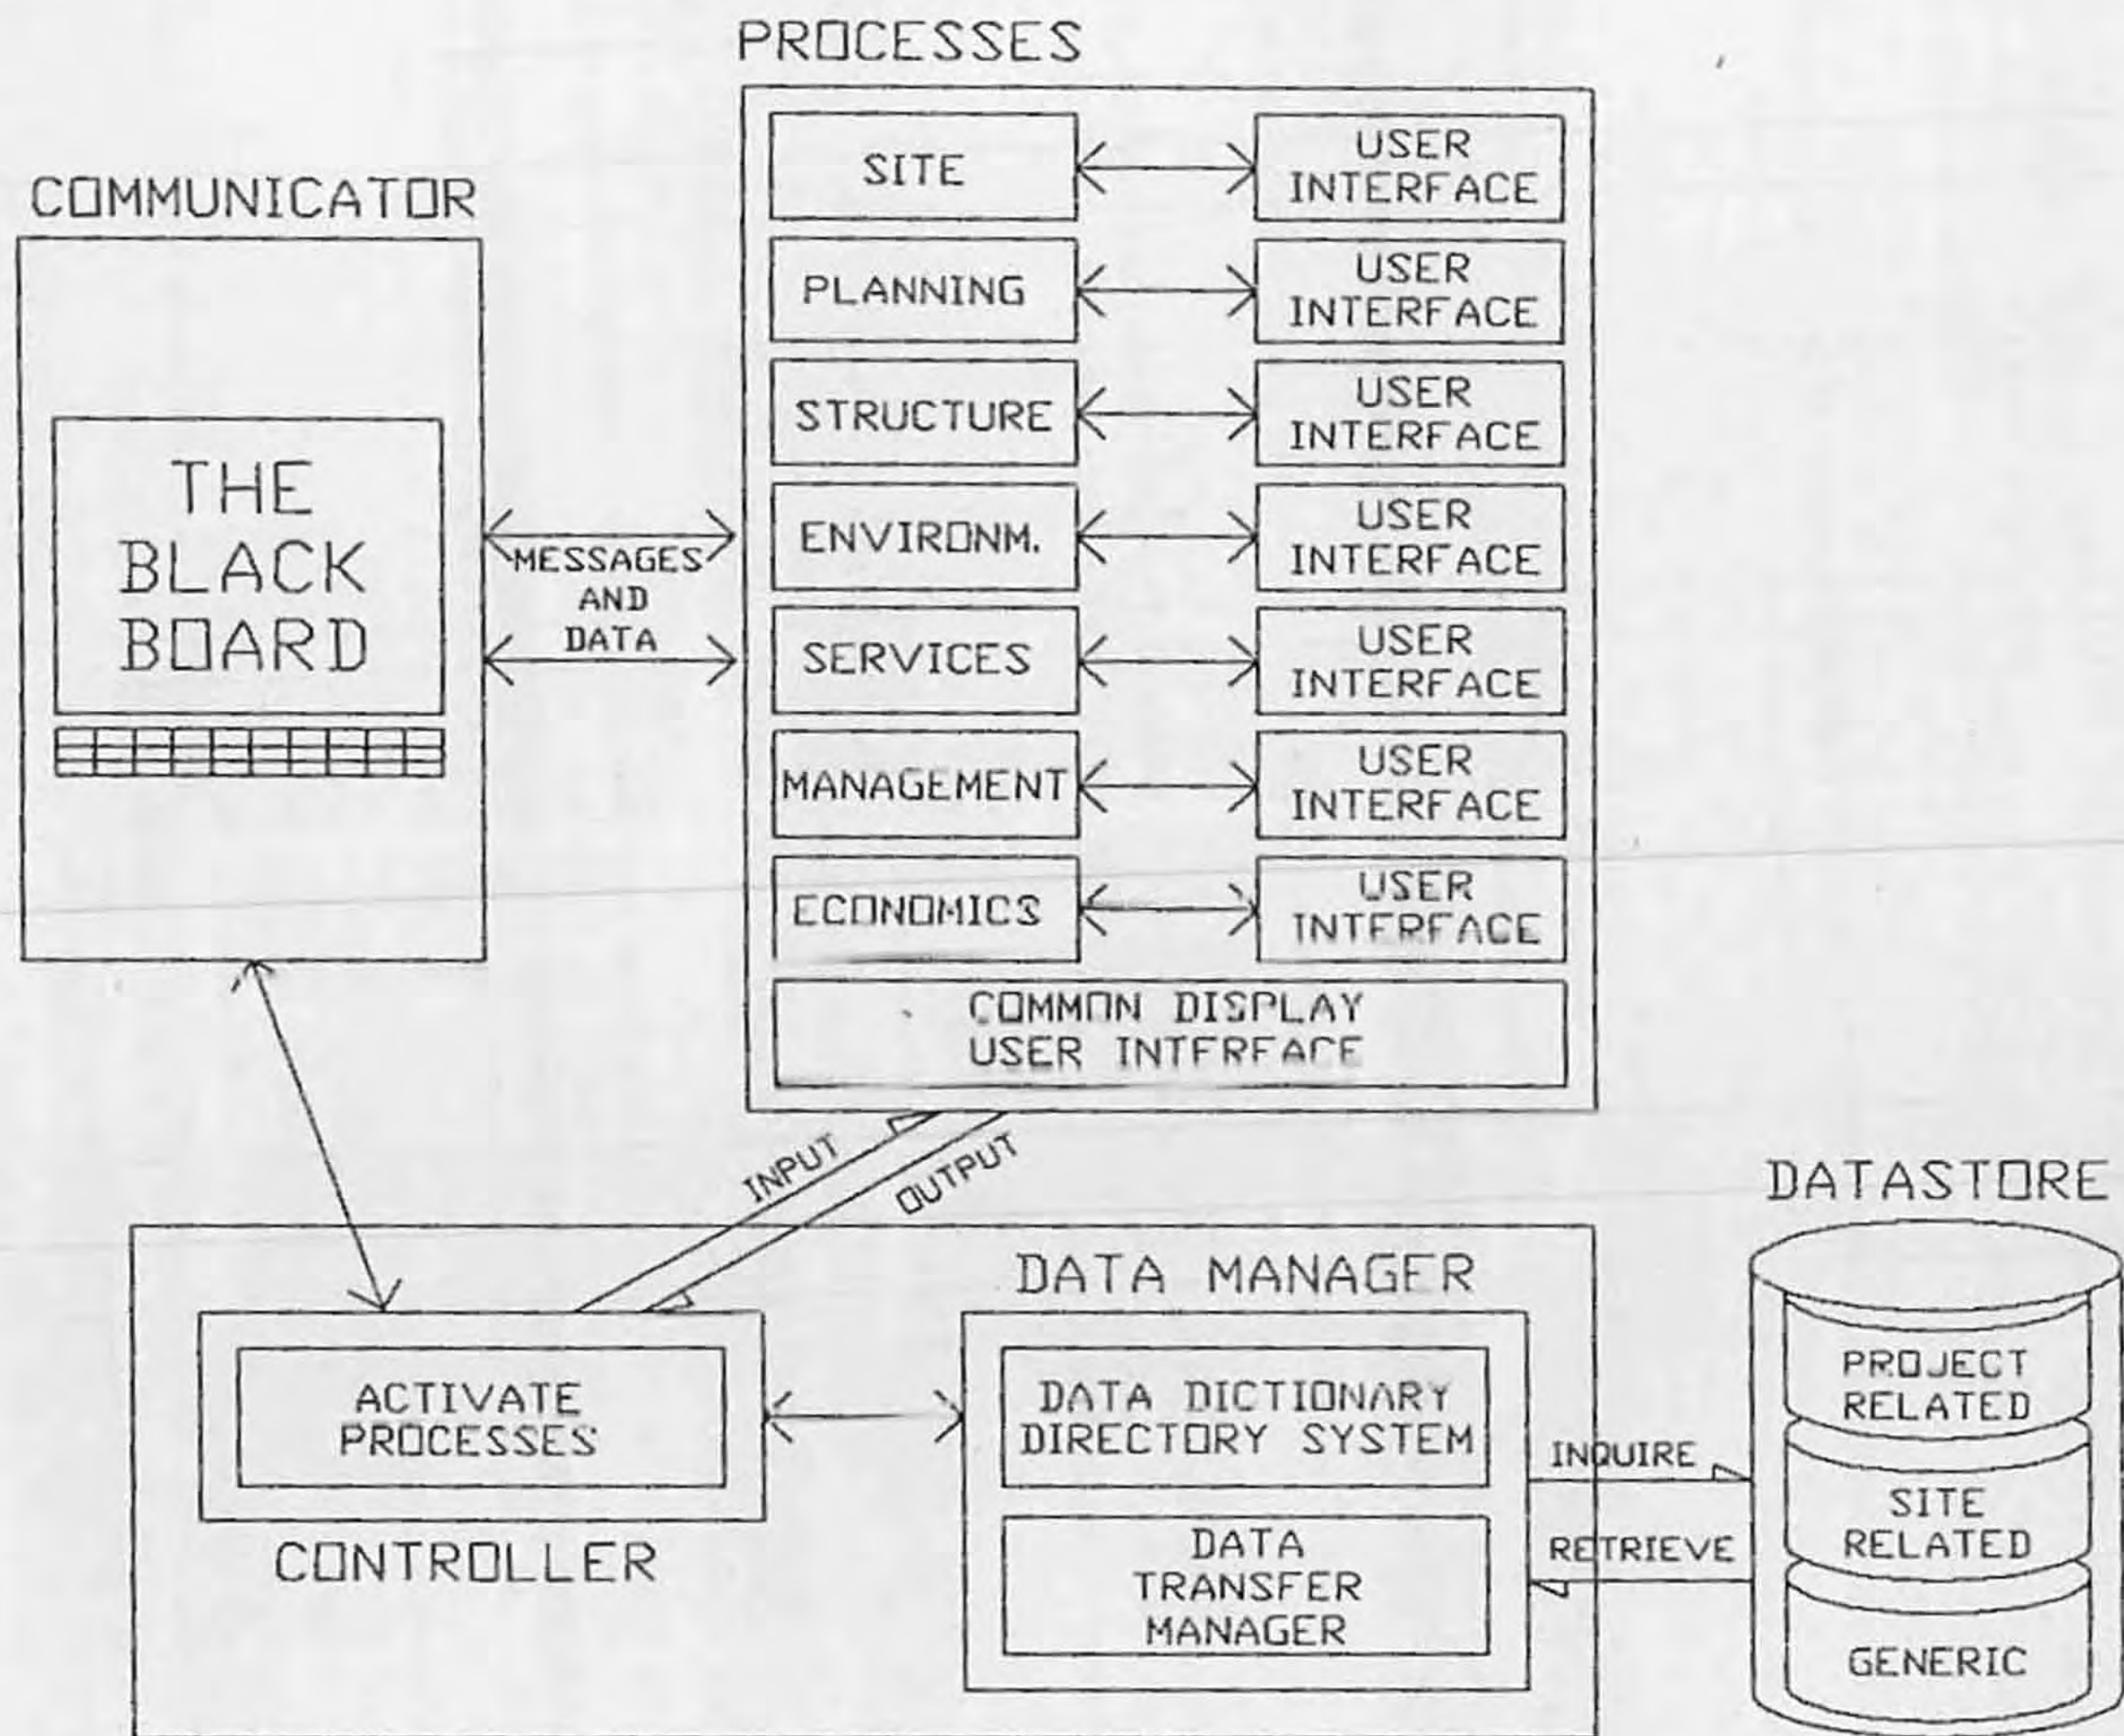 PROCESSES
COMMUNICATOR
THE
BLACK
BOARD
MESSAGES
AND
DATA
SITE
USER
INTERFACE
PLANNING
USER
INTERFACE
STRUCTURE
USER
INTERFACE
ENVIRONM.
USER
INTERFACE
SERVICES
USER
INTERFACE
MANAGEMENT
USER
INTERFACE
ECONOMICS
USER
INTERFACE
COMMON DISPLAY
USER INTERFACE
INPUT
OUTPUT
ACTIVATE
PROCESSES
CONTROLLER
DATA MANAGER
DATA DICTIONARY
DIRECTORY SYSTEM
DATA
TRANSFER
MANAGER
INQUIRE
RETRIEVE
DATASTORE
PROJECT
RELATED
SITE
RELATED
GENERIC